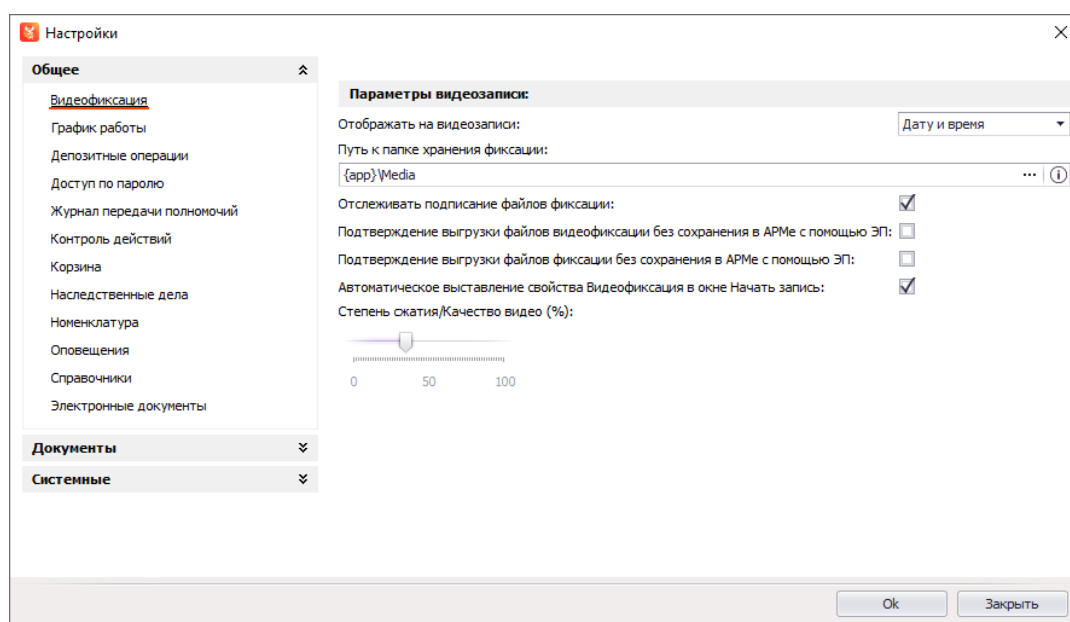 Настройки
Общее
Видеофиксация
График работы
Депозитные операции
Доступ по паролю
Журнал передачи полномочий
Контроль действий
Корзина
Наследственные дела
Номенклатура
Оповещения
Справочники
Электронные документы
Документы
Системные
Параметры видеозаписи:
Отображать на видеозаписи: Дату и время
Путь к папке хранения фиксации:
{app}\Media
Отслеживать подписание файлов фиксации:
Подтверждение выгрузки файлов видеофиксации без сохранения в АРМе с помощью ЭП:
Подтверждение выгрузки файлов фиксации без сохранения в АРМе с помощью ЭП:
Автоматическое выставление свойства Видеофиксация в окне Начать запись:
Степень сжатия/Качество видео (%):
0 50 100
Ok Закрыть